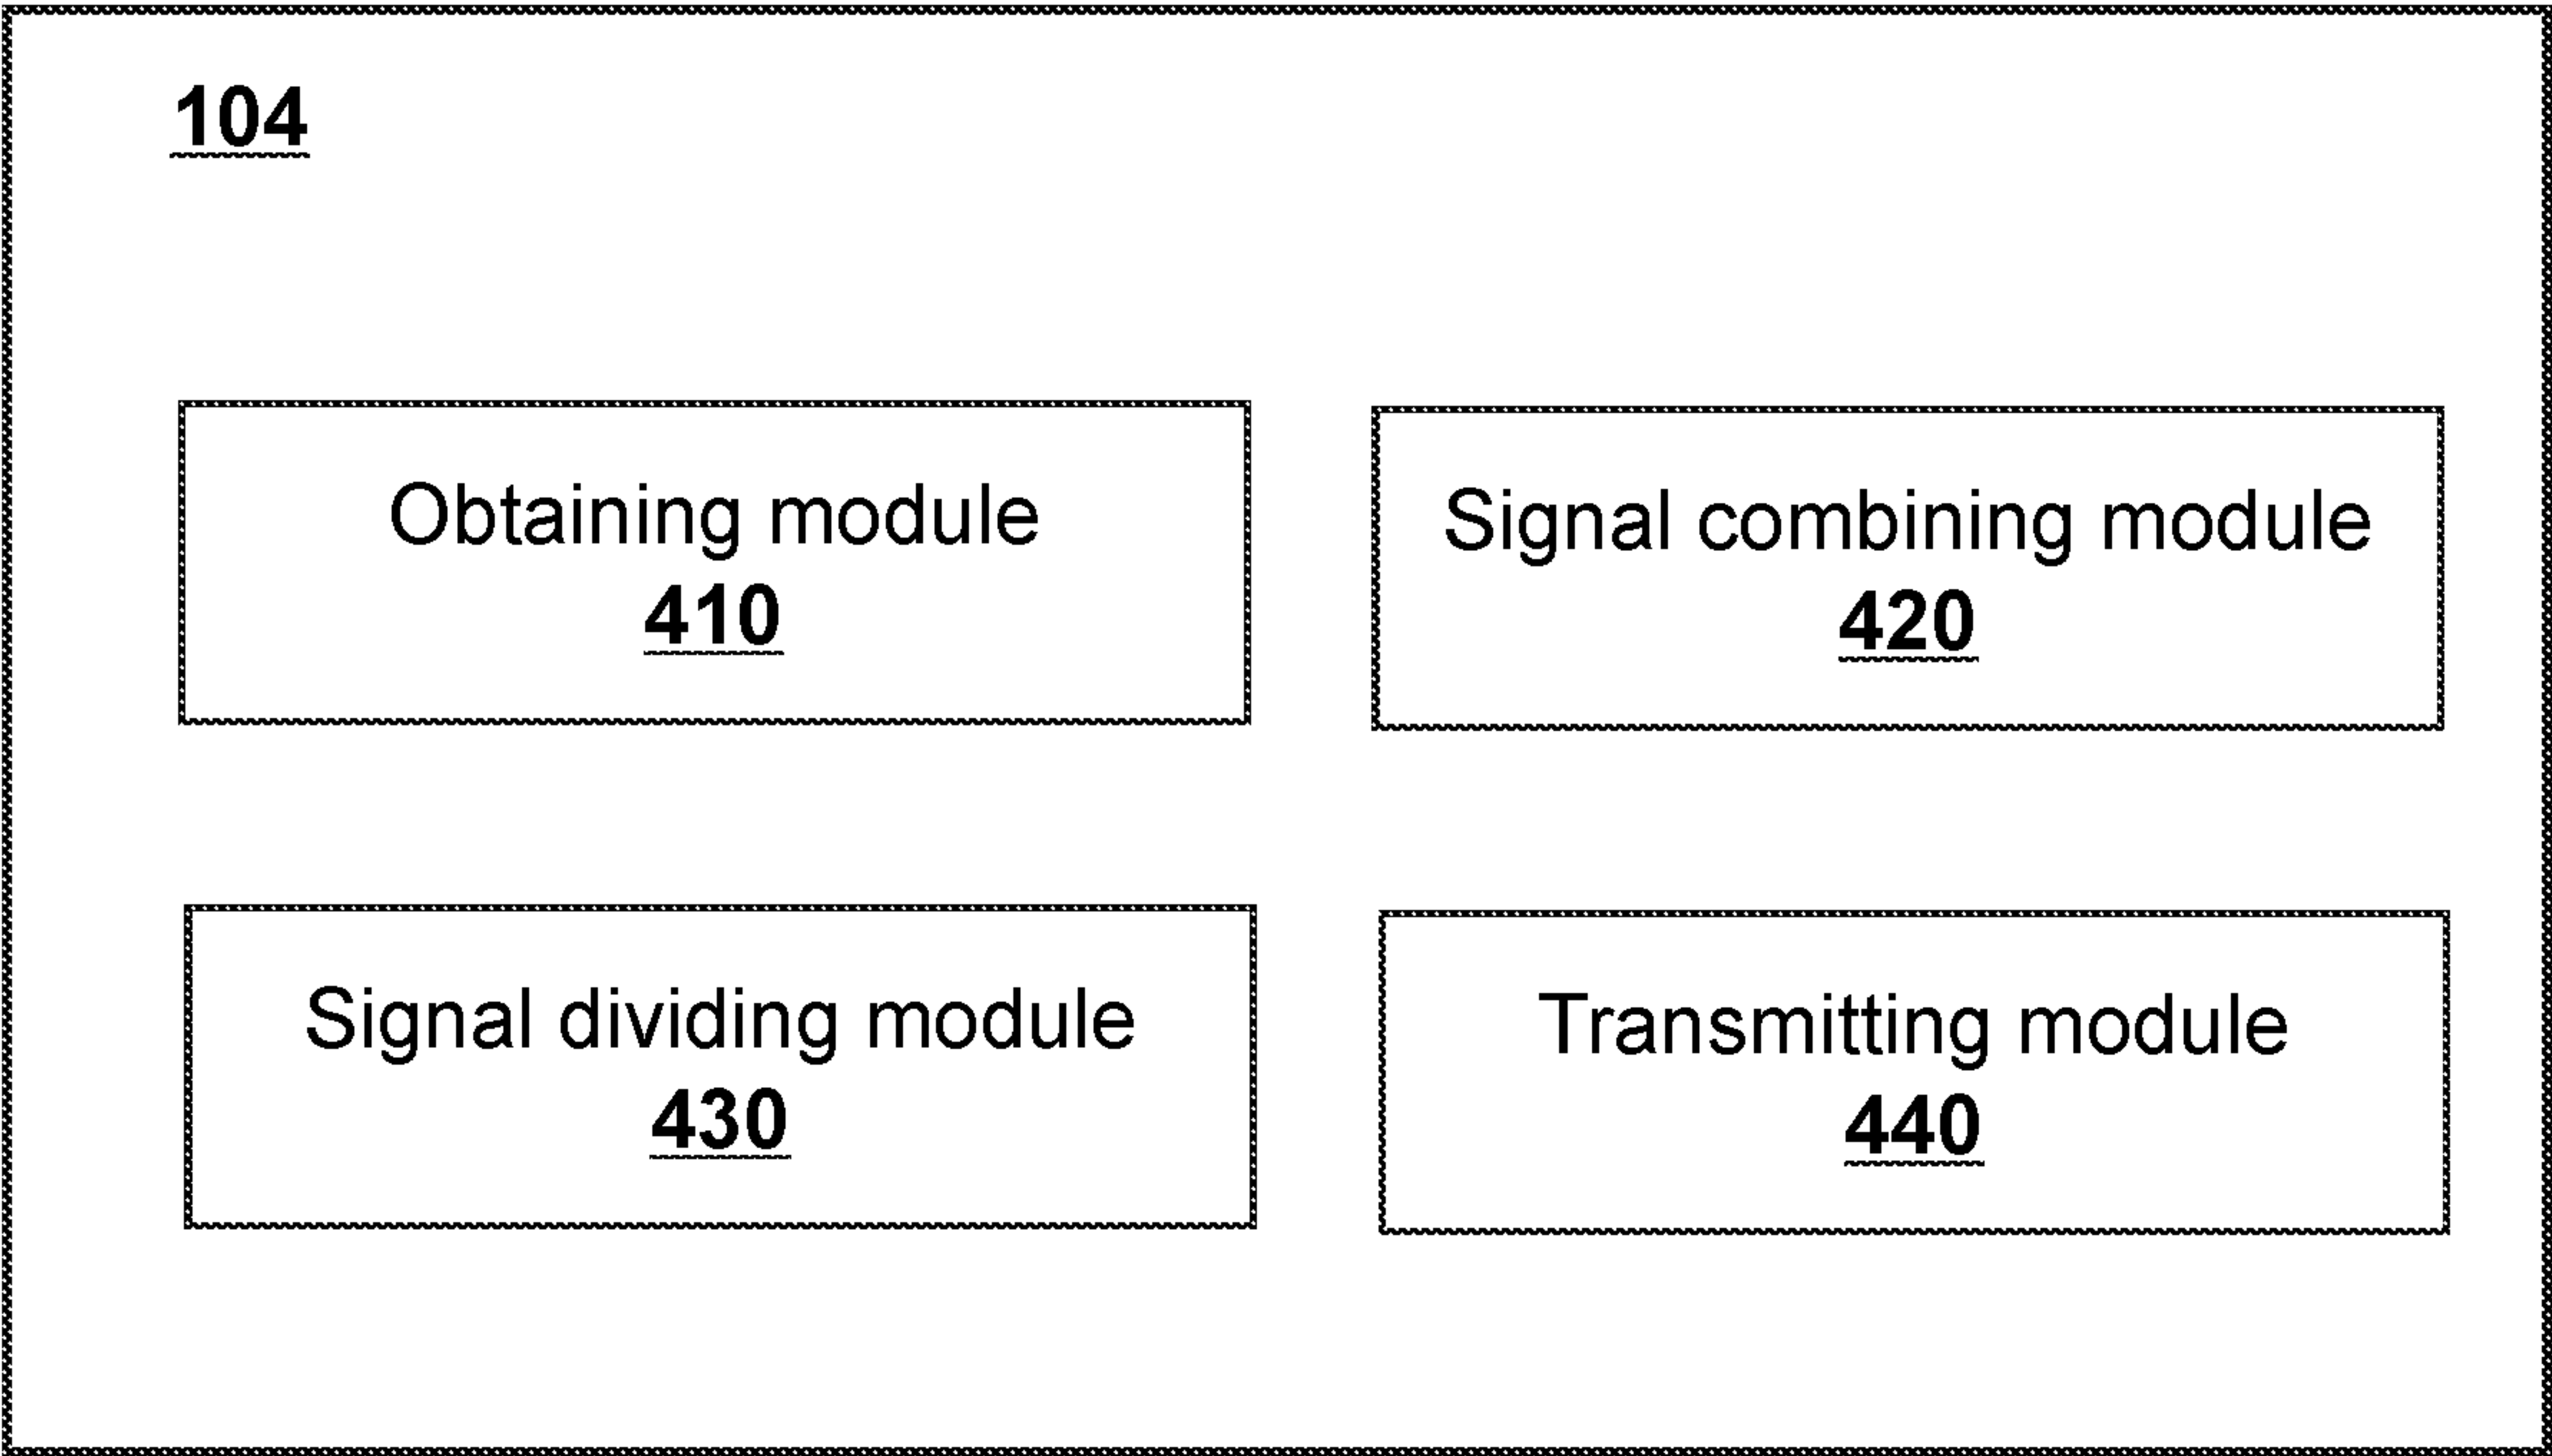 104
Obtaining module
410
Signal combining module
420
Signal dividing module
430
Transmitting module
440